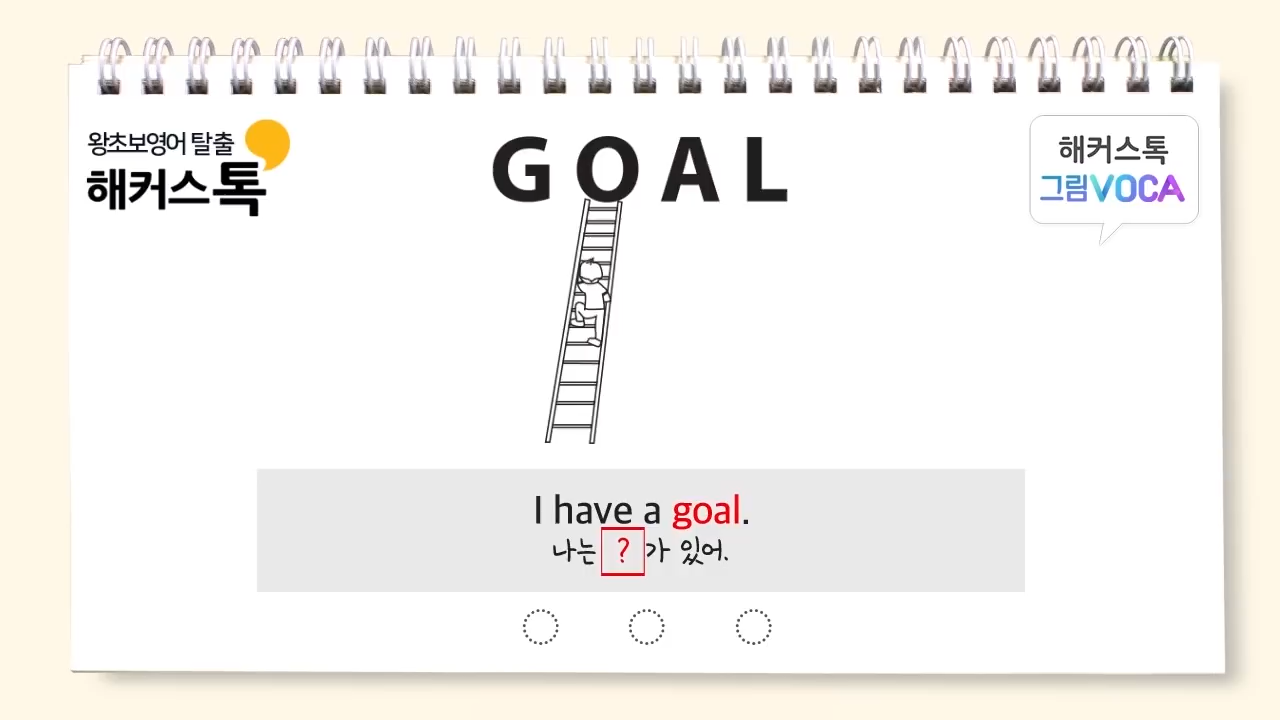 왕초보영어 탈출
해커스톡
GOAL
해커스톡
그림VOCA
I have a goal.
나는 ? 가 있어.